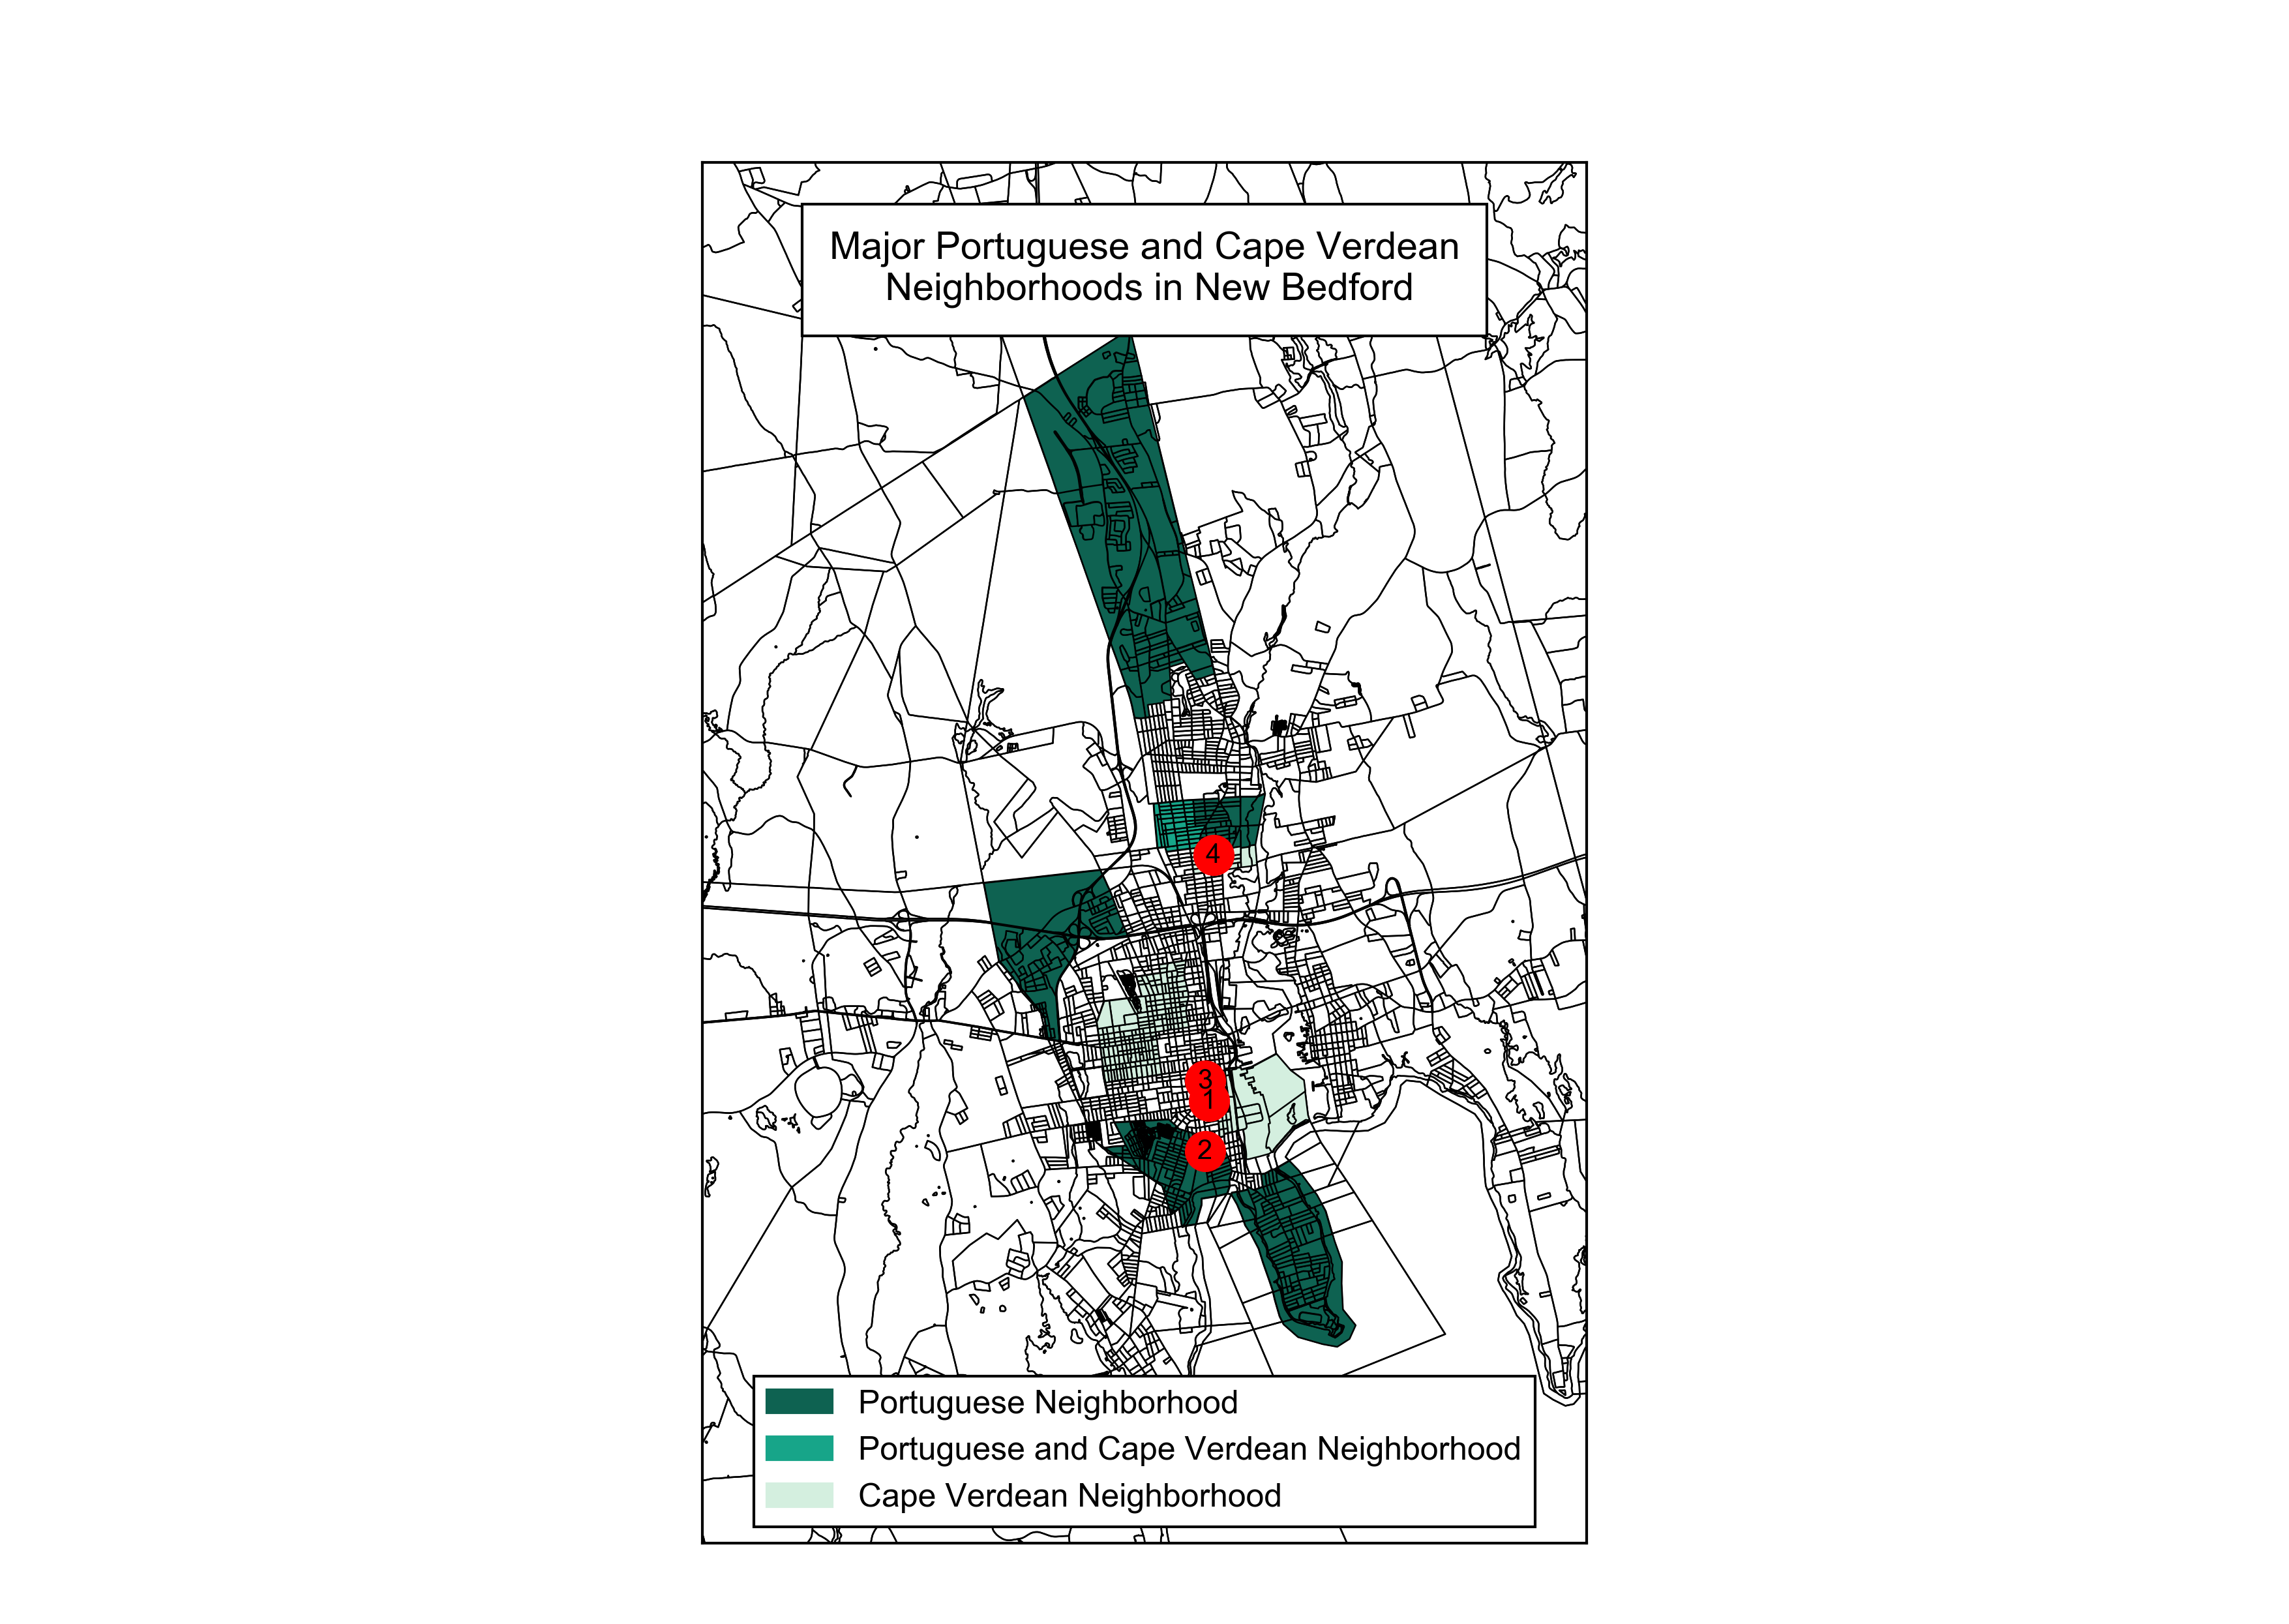 Major Portuguese and Cape Verdean
Neighborhoods in New Bedford
4
3
1
2
Portuguese Neighborhood
Portuguese and Cape Verdean Neighborhood
Cape Verdean Neighborhood